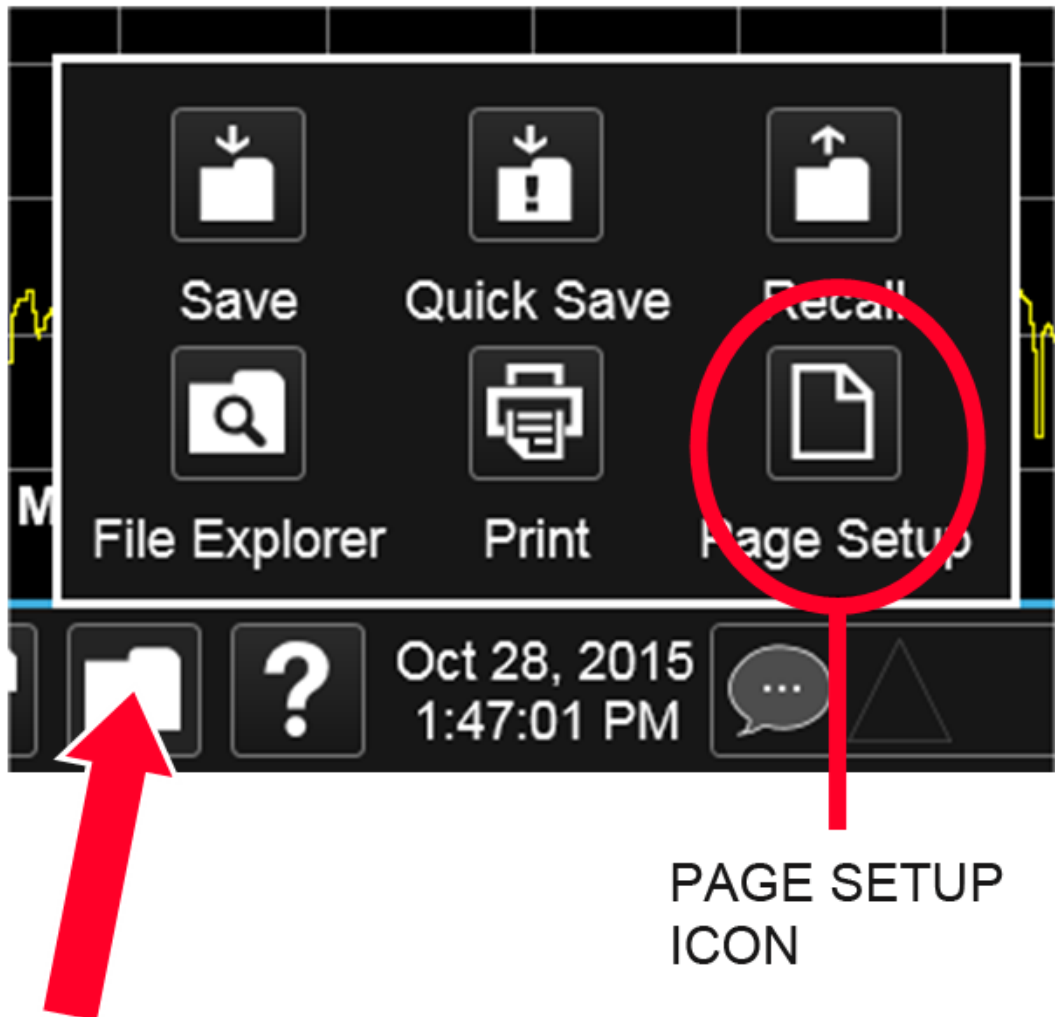 Save Quick Save Recall
File Explorer Print Page Setup
M
Oct 28, 2015
1:47:01 PM
PAGE SETUP
ICON